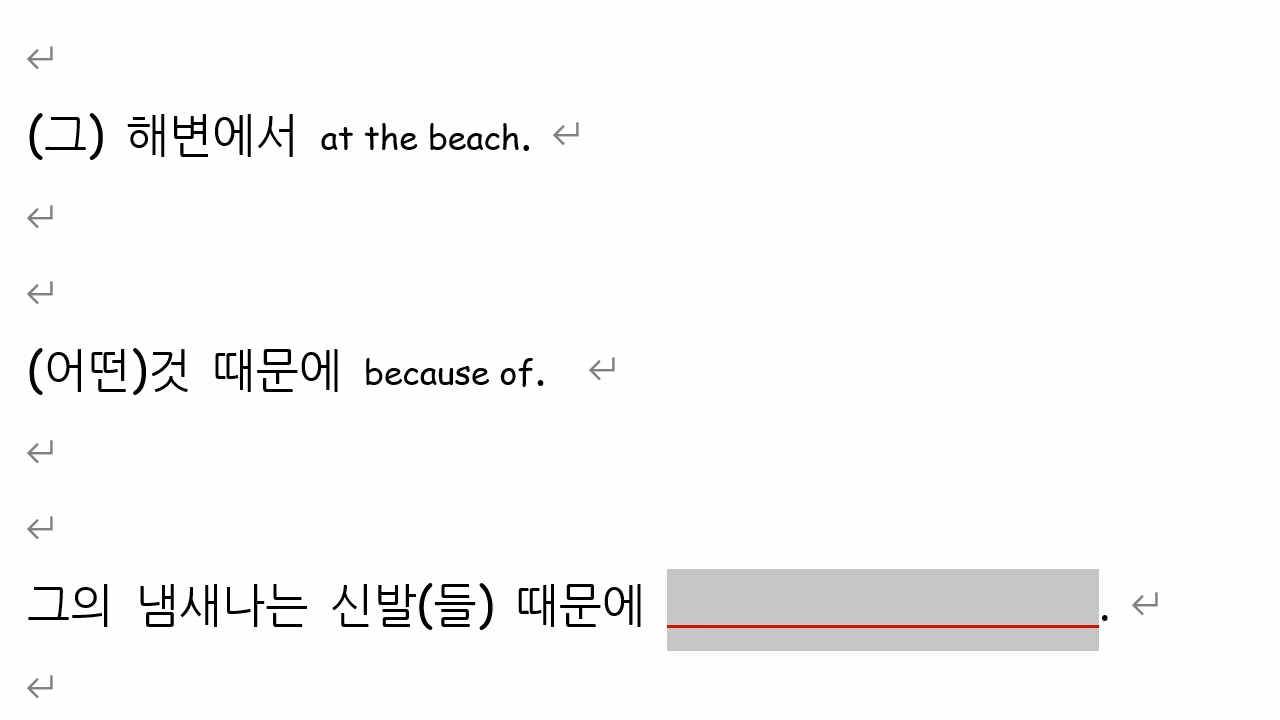 (그) 해변에서 at the beach.
(어떤)것 때문에 because of.
그의 냄새나는 신발(들) 때문에 .